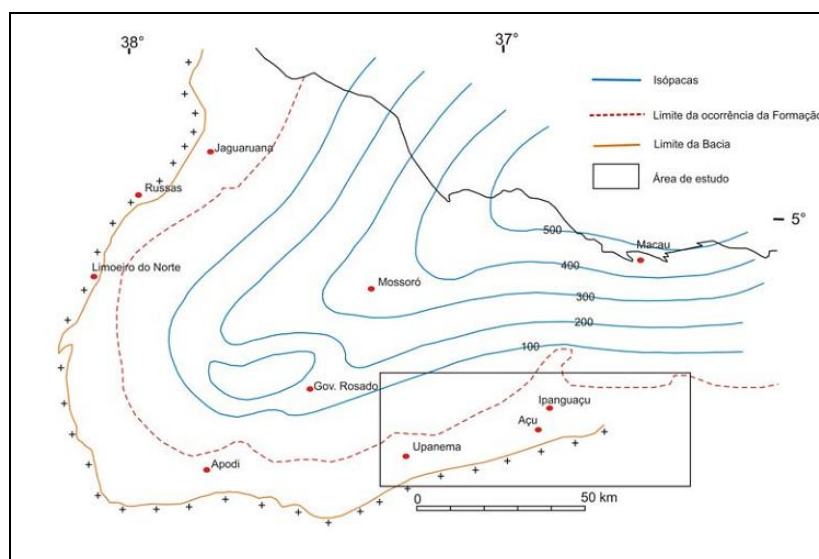 38°
37°
Isópacas
Limite da ocorrência da Formação
Limite da Bacia
Área de estudo
Jaguaruana
Russas
5°
500
Macau
400
Limoeiro do Norte
Mossoró
300
200
100
Gov. Rosado
Ipanguaçu
Açu
Upanema
Apodi
0
50 km